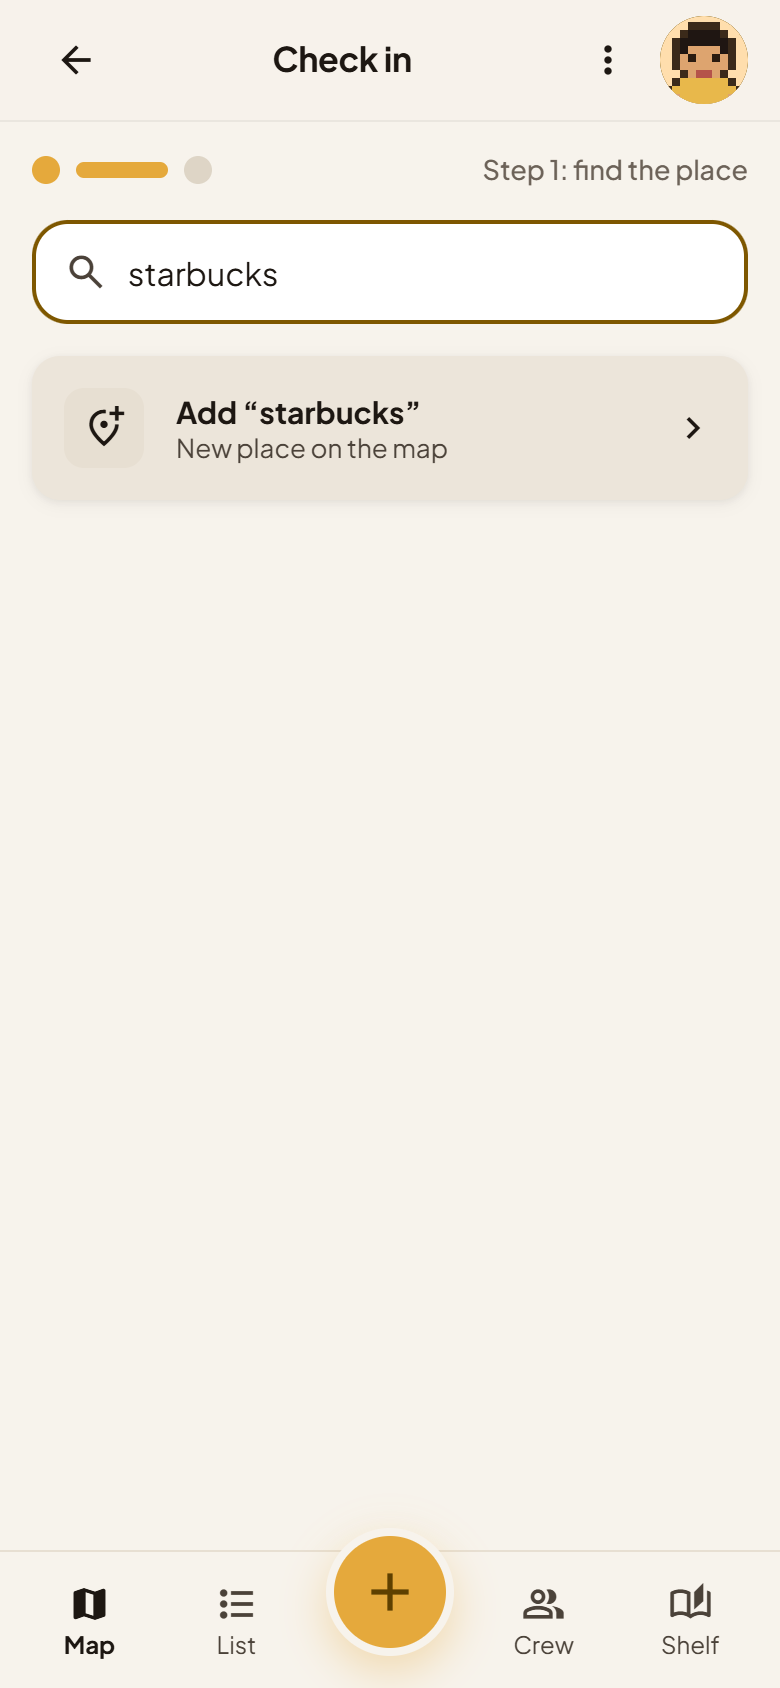 Check in
Step 1: find the place
starbucks
Add “starbucks”
New place on the map
Map
List
Crew
Shelf